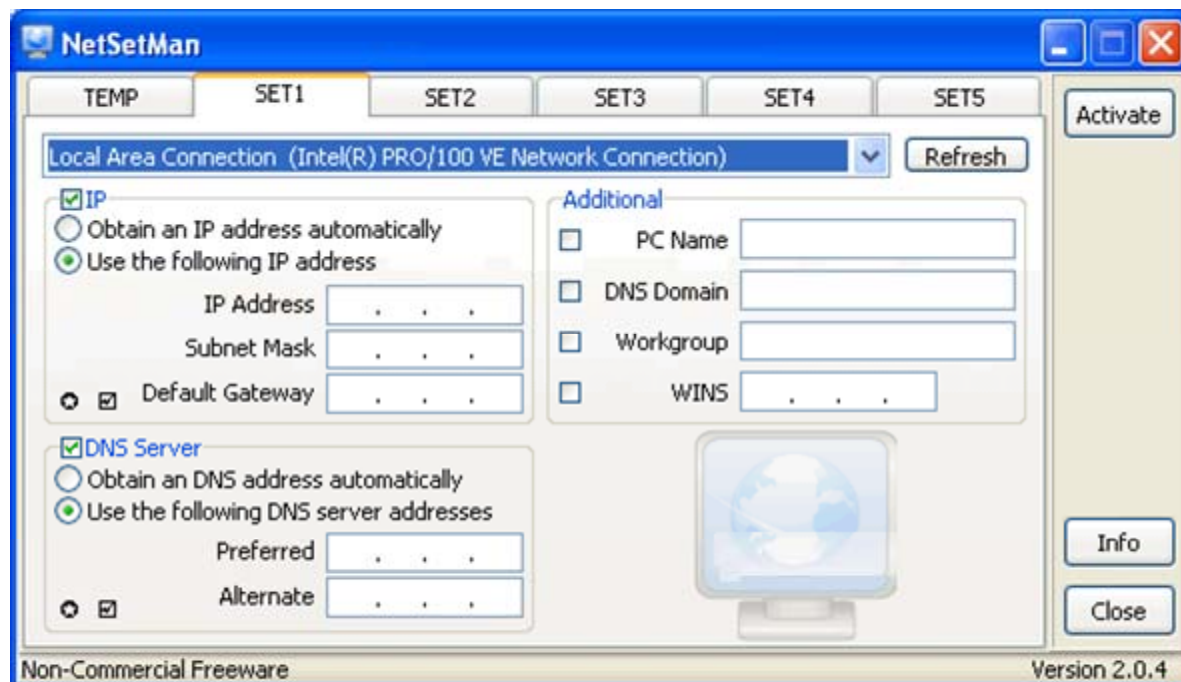 NetSetMan
TEMP SET1 SET2 SET3 SET4 SET5
Activate
Local Area Connection (Intel(R) PRO/100 VE Network Connection)
Refresh
IP
Obtain an IP address automatically
Use the following IP address
IP Address . . .
Subnet Mask . . .
Default Gateway . . .
Additional
PC Name
DNS Domain
Workgroup
WINS . . .
DNS Server
Obtain an DNS address automatically
Use the following DNS server addresses
Preferred . . .
Alternate . . .
Info
Close
Non-Commercial Freeware
Version 2.0.4